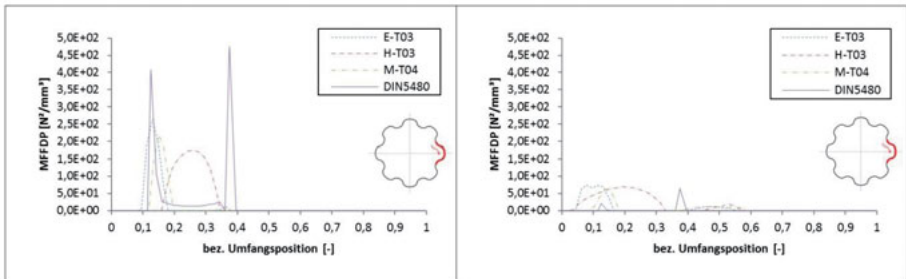 MFFDP [N²/mm³]
5,0E+02
4,5E+02
4,0E+02
3,5E+02
3,0E+02
2,5E+02
2,0E+02
1,5E+02
1,0E+02
5,0E+01
0,0E+00
E-T03
H-T03
M-T04
DIN5480
0 0,1 0,2 0,3 0,4 0,5 0,6 0,7 0,8 0,9 1
bez. Umfangsposition [-]
MFFDP [N²/mm³]
5,0E+02
4,5E+02
4,0E+02
3,5E+02
3,0E+02
2,5E+02
2,0E+02
1,5E+02
1,0E+02
5,0E+01
0,0E+00
E-T03
H-T03
M-T04
DIN5480
0 0,1 0,2 0,3 0,4 0,5 0,6 0,7 0,8 0,9 1
bez. Umfangsposition [-]